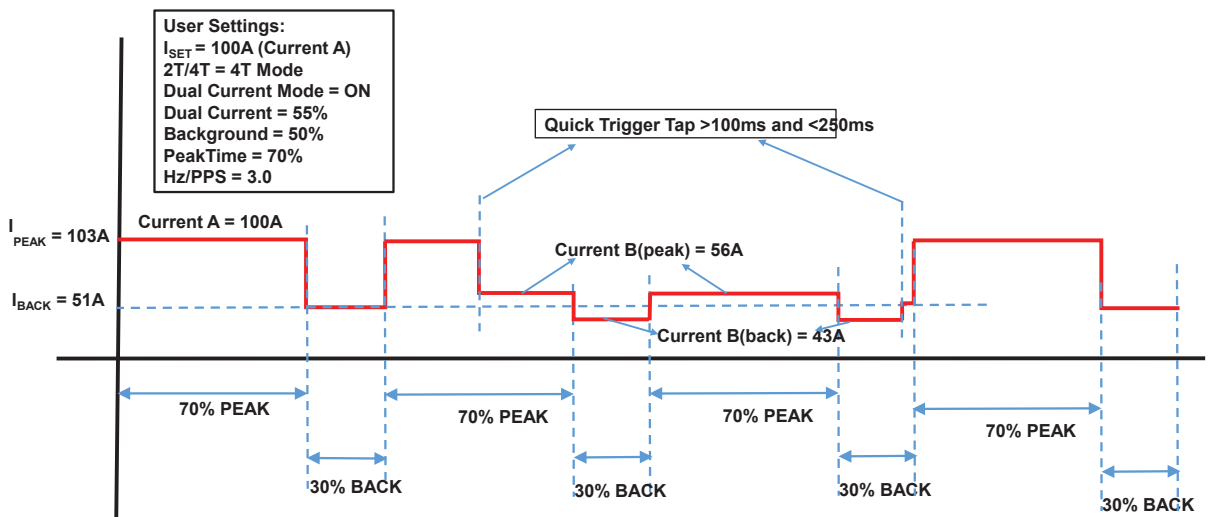 User Settings:
ISET = 100A (Current A)
2T/4T = 4T Mode
Dual Current Mode = ON
Dual Current = 55%
Background = 50%
PeakTime = 70%
Hz/PPS = 3.0
Quick Trigger Tap >100ms and <250ms
Current A = 100A
IPEAK = 103A
Current B(peak) = 56A
IBACK = 51A
Current B(back) = 43A
70% PEAK
70% PEAK
70% PEAK
70% PEAK
30% BACK
30% BACK
30% BACK
30% BACK